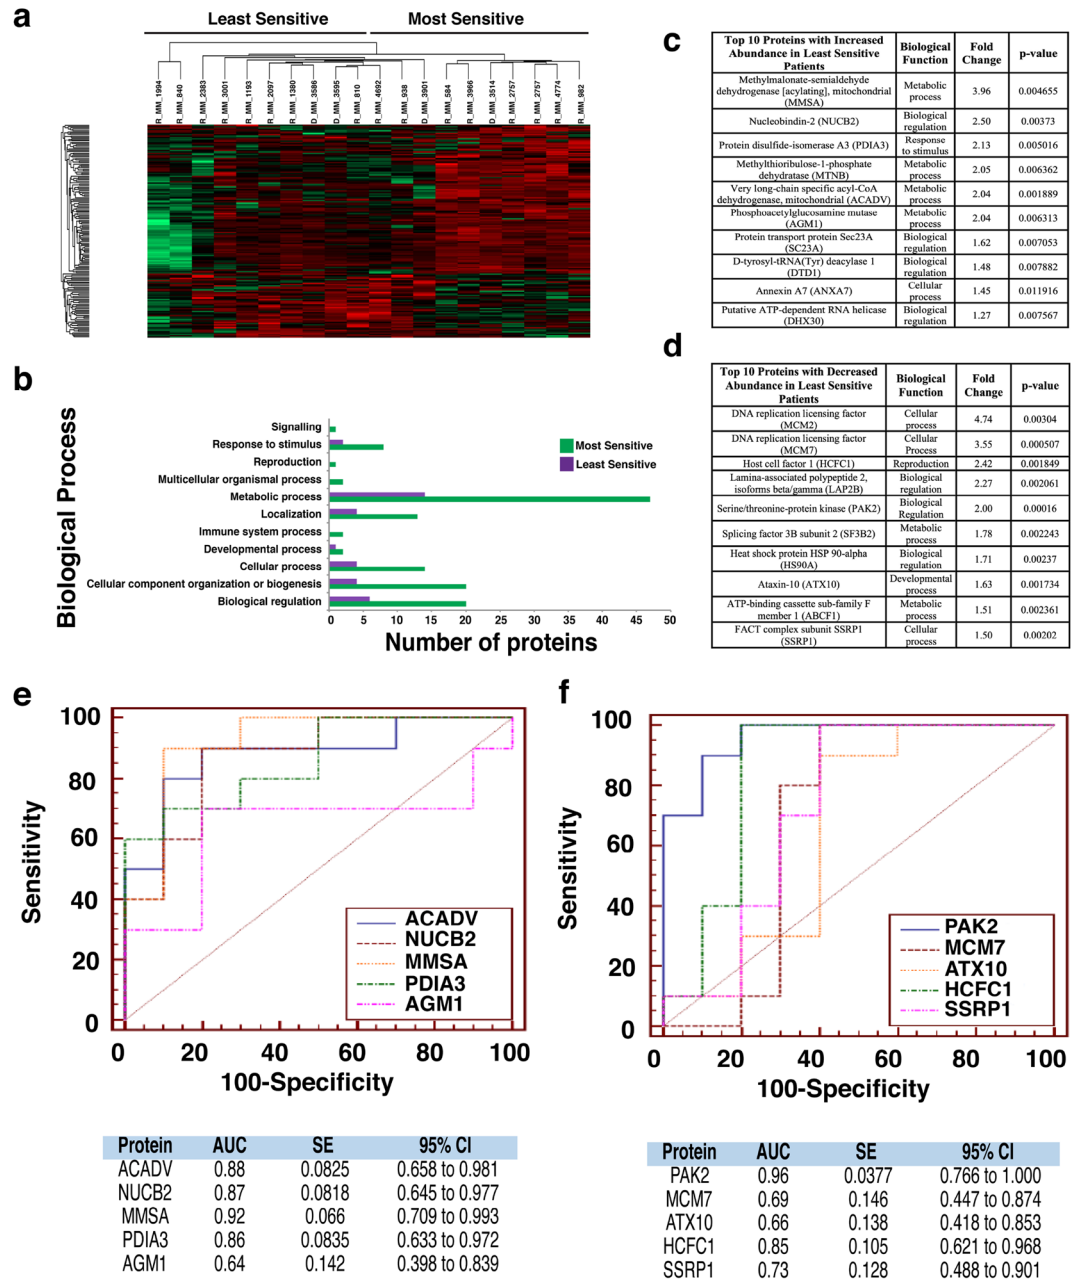 a
Least Sensitive
Most Sensitive
R_MM_1994
R_MM_840
R_MM_2383
R_MM_3001
R_MM_1193
R_MM_2097
R_MM_1380
D_MM_3586
D_MM_3595
R_MM_810
R_MM_4692
R_MM_938
D_MM_3901
R_MM_584
R_MM_3966
D_MM_3514
R_MM_2757
R_MM_2757
R_MM_4774
R_MM_982
b
Biological Process
Signalling
Response to stimulus
Reproduction
Multicellular organismal process
Metabolic process
Localization
Immune system process
Developmental process
Cellular process
Cellular component organization or biogenesis
Biological regulation
Most Sensitive
Least Sensitive
0 5 10 15 20 25 30 35 40 45 50
Number of proteins
c
Top 10 Proteins with Increased Abundance in Least Sensitive Patients
Biological Function
Fold Change
p-value
Methylmalonate-semialdehyde dehydrogenase [acylating], mitochondrial (MMSA) Metabolic process 3.96 0.004655
Nucleobindin-2 (NUCB2) Biological regulation 2.50 0.00373
Protein disulfide-isomerase A3 (PDIA3) Response to stimulus 2.13 0.005016
Methylthioribulose-1-phosphate dehydratase (MTNB) Metabolic process 2.05 0.006362
Very long-chain specific acyl-CoA dehydrogenase, mitochondrial (ACADV) Metabolic process 2.04 0.001889
Phosphoacetylglucosamine mutase (AGM1) Metabolic process 2.04 0.006313
Protein transport protein Sec23A (SC23A) Biological regulation 1.62 0.007053
D-tyrosyl-tRNA(Tyr) deacylase 1 (DTD1) Biological regulation 1.48 0.007882
Annexin A7 (ANXA7) Cellular process 1.45 0.011916
Putative ATP-dependent RNA helicase (DHX30) Biological regulation 1.27 0.007567
d
Top 10 Proteins with Decreased Abundance in Least Sensitive Patients
Biological Function
Fold Change
p-value
DNA replication licensing factor (MCM2) Cellular process 4.74 0.00304
DNA replication licensing factor (MCM7) Cellular Process 3.55 0.000507
Host cell factor 1 (HCFC1) Reproduction 2.42 0.001849
Lamina-associated polypeptide 2, isoforms beta/gamma (LAP2B) Biological regulation 2.27 0.002061
Serine/threonine-protein kinase (PAK2) Biological Regulation 2.00 0.00016
Splicing factor 3B subunit 2 (SF3B2) Metabolic process 1.78 0.002243
Heat shock protein HSP 90-alpha (HS90A) Biological regulation 1.71 0.00237
Ataxin-10 (ATX10) Developmental process 1.63 0.001734
ATP-binding cassette sub-family F member 1 (ABCF1) Metabolic process 1.51 0.002361
FACT complex subunit SSRP1 (SSRP1) Cellular process 1.50 0.00202
e
Sensitivity
100
80
60
40
20
0
ACADV
NUCB2
MMSA
PDIA3
AGM1
0 20 40 60 80 100
100-Specificity
Protein AUC SE 95% CI
ACADV 0.88 0.0825 0.658 to 0.981
NUCB2 0.87 0.0818 0.645 to 0.977
MMSA 0.92 0.066 0.709 to 0.993
PDIA3 0.86 0.0835 0.633 to 0.972
AGM1 0.64 0.142 0.398 to 0.839
f
Sensitivity
100
80
60
40
20
0
PAK2
MCM7
ATX10
HCFC1
SSRP1
0 20 40 60 80 100
100-Specificity
Protein AUC SE 95% CI
PAK2 0.96 0.0377 0.766 to 1.000
MCM7 0.69 0.146 0.447 to 0.874
ATX10 0.66 0.138 0.418 to 0.853
HCFC1 0.85 0.105 0.621 to 0.968
SSRP1 0.73 0.128 0.488 to 0.901